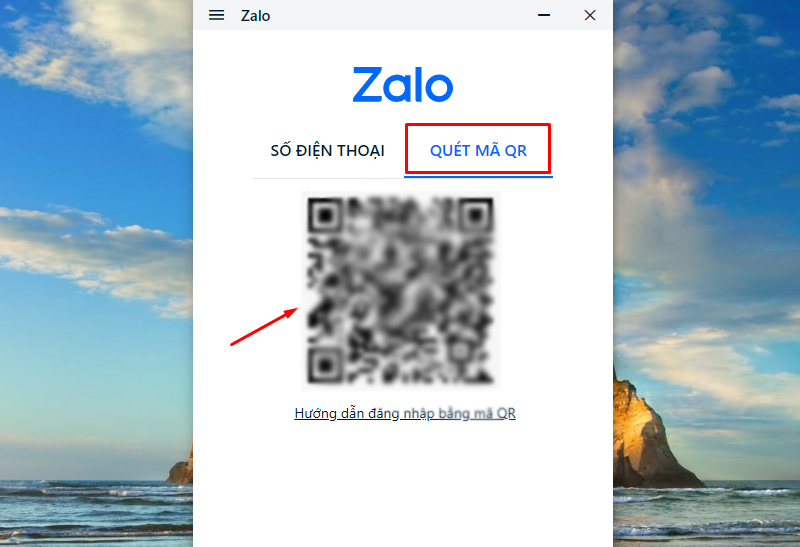 Zalo
Zalo
SỐ ĐIỆN THOẠI QUÉT MÃ QR
Hướng dẫn đăng nhập bằng mã QR